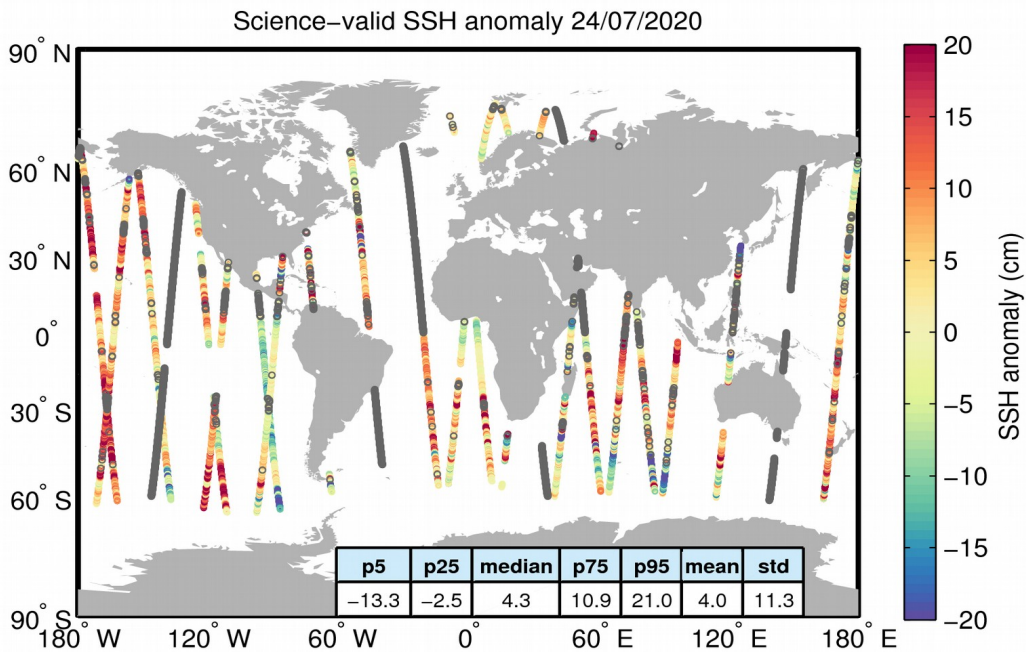 Science−valid SSH anomaly 24/07/2020
90° N
60° N
30° N
0°
30° S
60° S
90° S
180° W
120° W
60° W
0°
60° E
120° E
180° E
p5 p25 median p75 p95 mean std
−13.3 −2.5 4.3 10.9 21.0 4.0 11.3
20
15
10
5
0
−5
−10
−15
−20
SSH anomaly (cm)